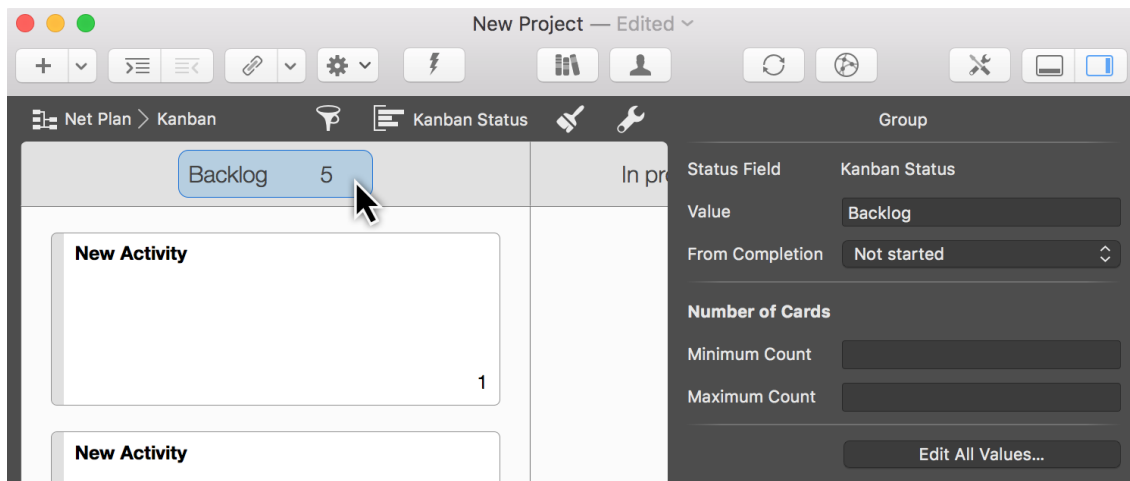 New Project — Edited
Net Plan > Kanban
Kanban Status
Group
Backlog 5
In pro
Status Field Kanban Status
Value Backlog
From Completion Not started
New Activity
1
Number of Cards
Minimum Count
Maximum Count
New Activity
Edit All Values...